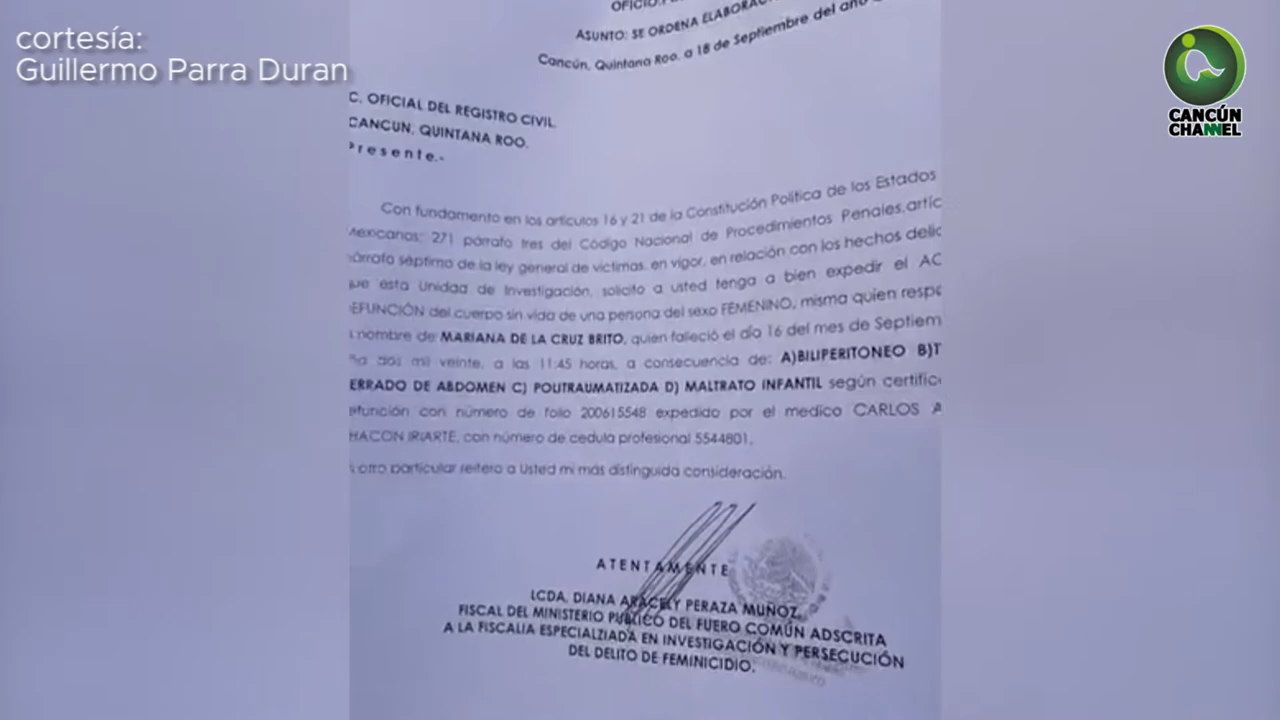 cortesía:
Guillermo Parra Duran
CANCÚN
CHANNEL
ASUNTO: SE ORDENA
Cancún, Quintana Roo, a 18 de Septiembre del año
C. OFICIAL DEL REGISTRO CIVIL.
CANCUN, QUINTANA ROO.
Presente.-
Con fundamento en los artículos 16 y 21 de la Constitución Política de los Estados
Mexicanos; 271 párrafo tres del Código Nacional de Procedimientos Penales, artíc
párrafo séptimo de la ley general de víctimas, en vigor, en relación con los hechos delic
que esta Unidad de Investigación, solicito a usted tenga a bien expedir el AC
EFUNCIÓN del cuerpo sin vida de una persona del sexo FEMENINO, misma quien respo
nombre de MARIANA DE LA CRUZ BRITO, quien falleció el día 16 del mes de Septiem
dos mil veinte, a las 11:45 horas, a consecuencia de: A)BILIPERITONEO B)T
ERRADO DE ABDOMEN C) POLITRAUMATIZADA D) MALTRATO INFANTIL según certific
efunción con número de folio 200615548 expedido por el medico CARLOS A
HACON IRIARTE, con número de cedula profesional 5544801.
otro particular reitero a Usted mi más distinguida consideración.
ATENTAMENTE
LCDA. DIANA ARACELY PERAZA MUÑOZ.
FISCAL DEL MINISTERIO PUBLICO DEL FUERO COMÚN ADSCRITA
A LA FISCALIA ESPECIALZIADA EN INVESTIGACIÓN Y PERSECUCIÓN
DEL DELITO DE FEMINICIDIO.